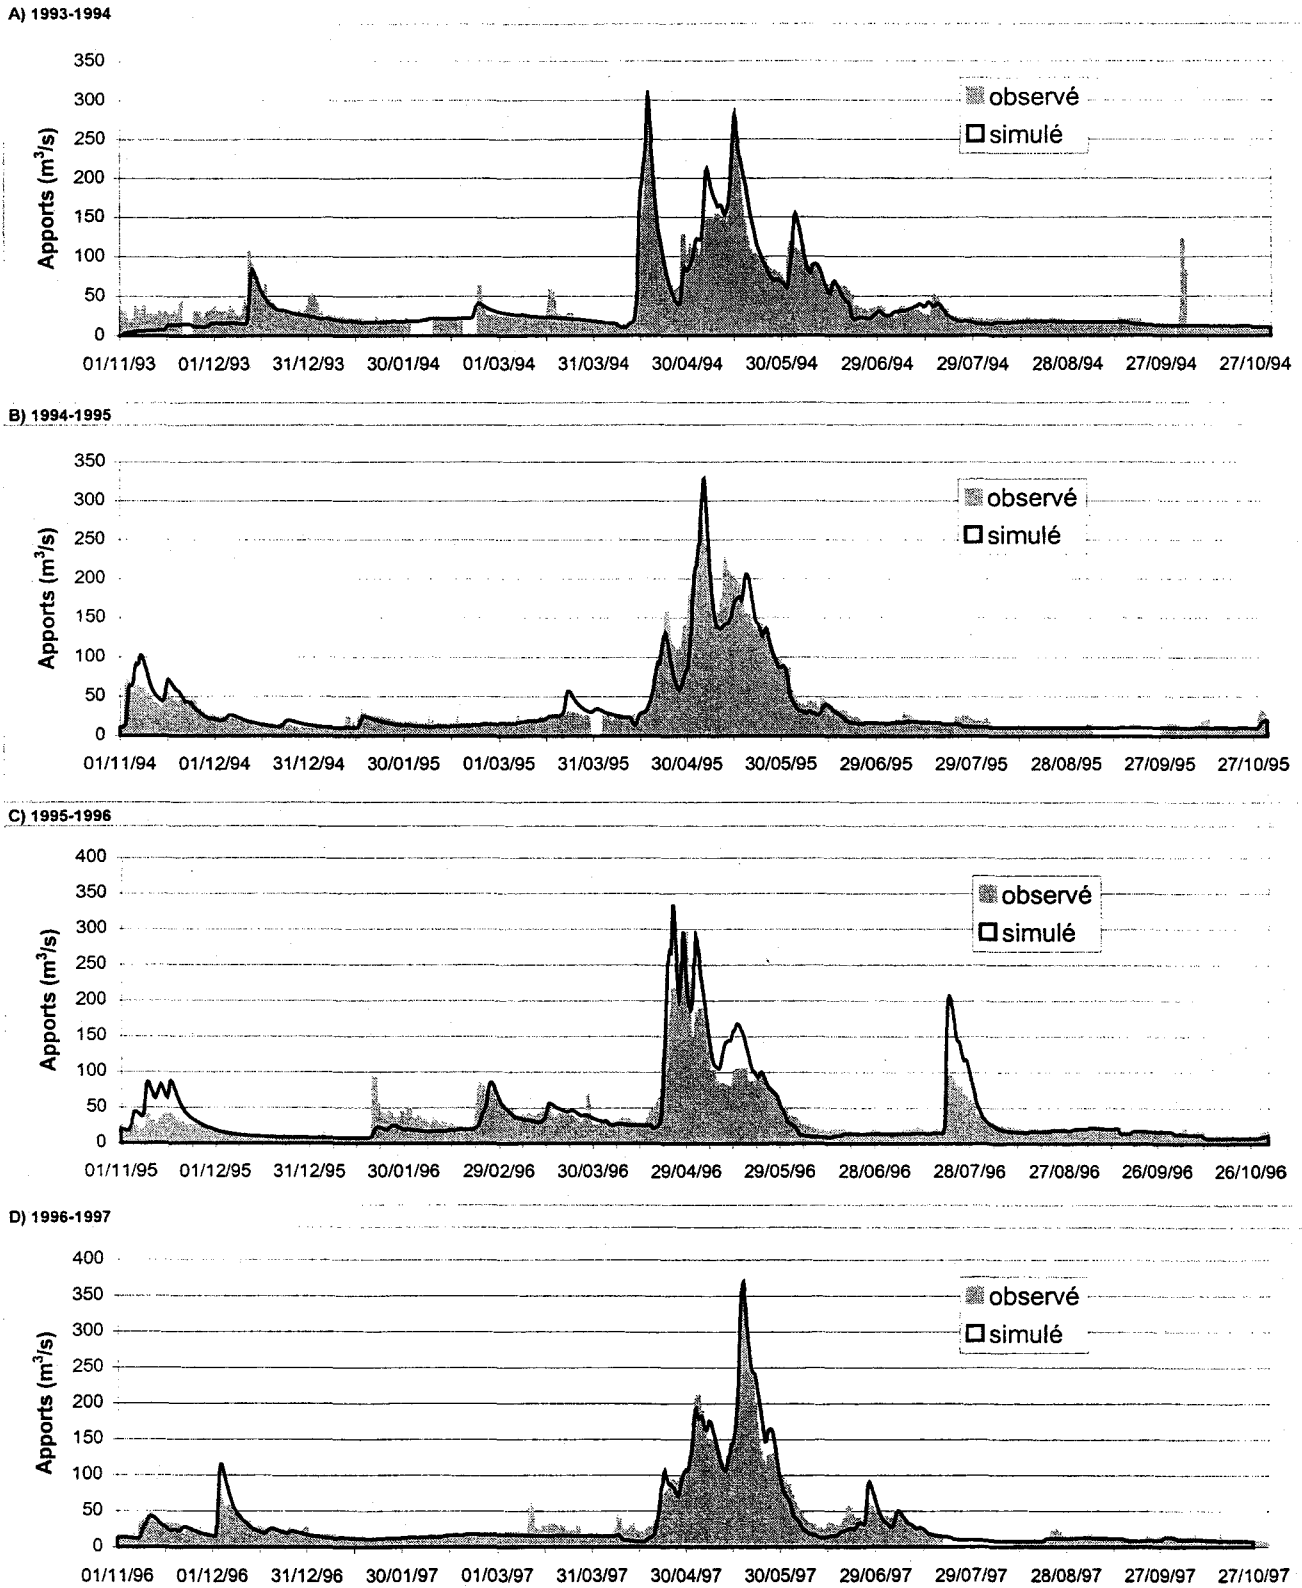 A) 1993-1994
350
300
250
200
150
100
50
0
Apports (m³/s)
observé
simulé
01/11/93 01/12/93 31/12/93 30/01/94 01/03/94 31/03/94 30/04/94 30/05/94 29/06/94 29/07/94 28/08/94 27/09/94 27/10/94
B) 1994-1995
350
300
250
200
150
100
50
0
Apports (m³/s)
observé
simulé
01/11/94 01/12/94 31/12/94 30/01/95 01/03/95 31/03/95 30/04/95 30/05/95 29/06/95 29/07/95 28/08/95 27/09/95 27/10/95
C) 1995-1996
400
350
300
250
200
150
100
50
0
Apports (m³/s)
observé
simulé
01/11/95 01/12/95 31/12/95 30/01/96 29/02/96 30/03/96 29/04/96 29/05/96 28/06/96 28/07/96 27/08/96 26/09/96 26/10/96
D) 1996-1997
400
350
300
250
200
150
100
50
0
Apports (m³/s)
observé
simulé
01/11/96 01/12/96 31/12/96 30/01/97 01/03/97 31/03/97 30/04/97 30/05/97 29/06/97 29/07/97 28/08/97 27/09/97 27/10/97